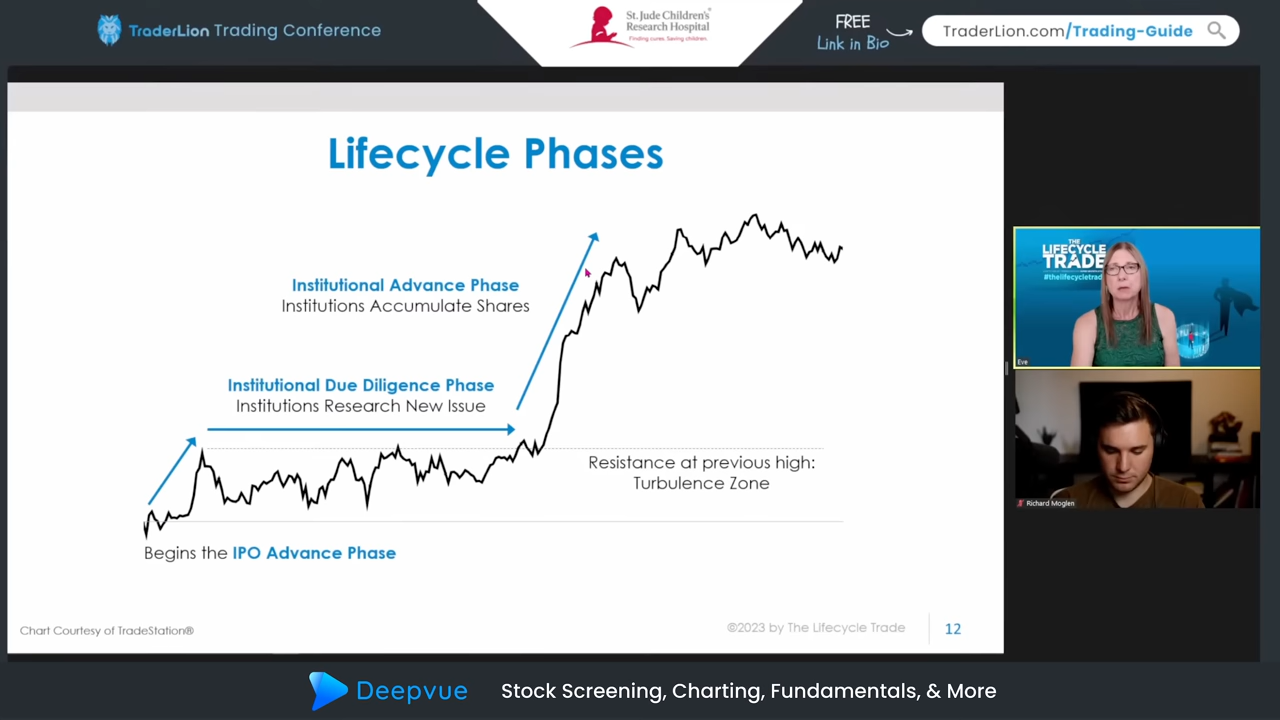 TraderLion Trading Conference
St. Jude Children's
Research Hospital
Finding cures. Saving children.
FREE
Link in Bio
TraderLion.com/Trading-Guide
Lifecycle Phases
Institutional Advance Phase
Institutions Accumulate Shares
Institutional Due Diligence Phase
Institutions Research New Issue
Resistance at previous high:
Turbulence Zone
Begins the IPO Advance Phase
Chart Courtesy of TradeStation®
©2023 by The Lifecycle Trade
12
THE
LIFECYCLE
TRADE
#thelifecycletrad
Eve
Richard Moglen
Deepvue
Stock Screening, Charting, Fundamentals, & More